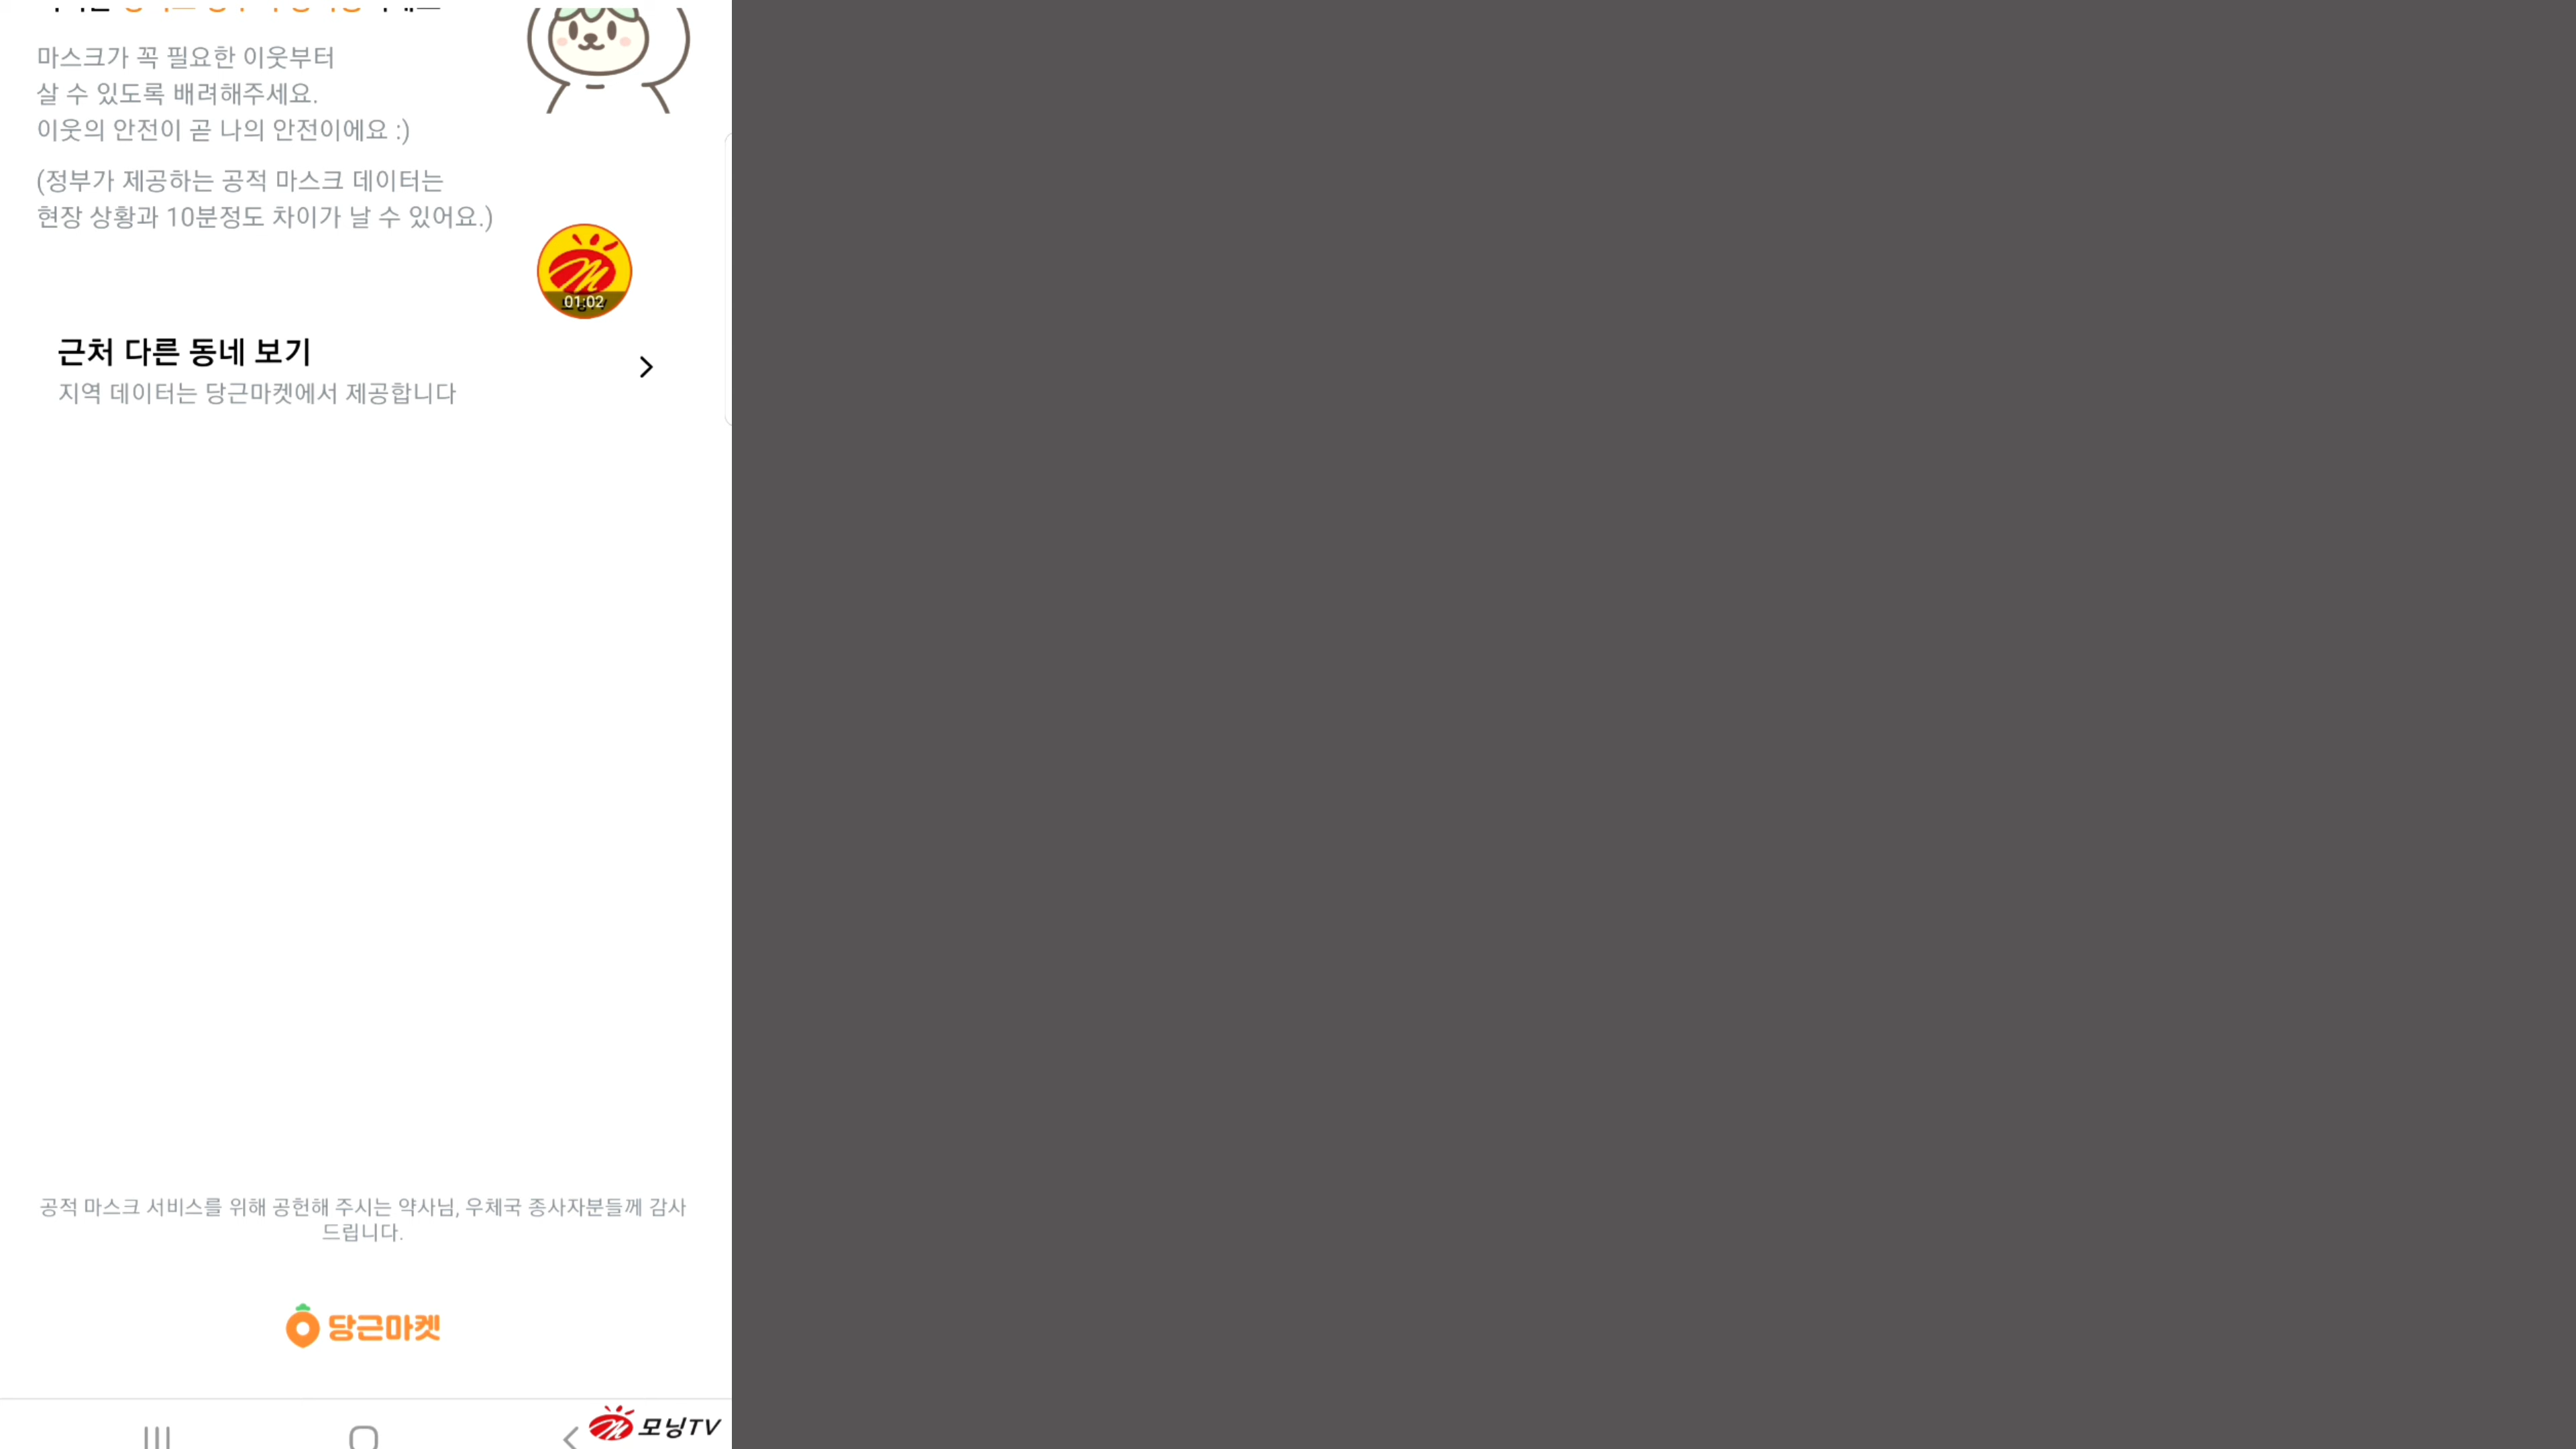 마스크가 꼭 필요한 이웃부터
살 수 있도록 배려해주세요.
이웃의 안전이 곧 나의 안전이에요 :)
(정부가 제공하는 공적 마스크 데이터는
현장 상황과 10분정도 차이가 날 수 있어요.)
01:02
근처 다른 동네 보기
지역 데이터는 당근마켓에서 제공합니다
공적 마스크 서비스를 위해 공헌해 주시는 약사님, 우체국 종사자분들께 감사
드립니다.
당근마켓
모닝TV